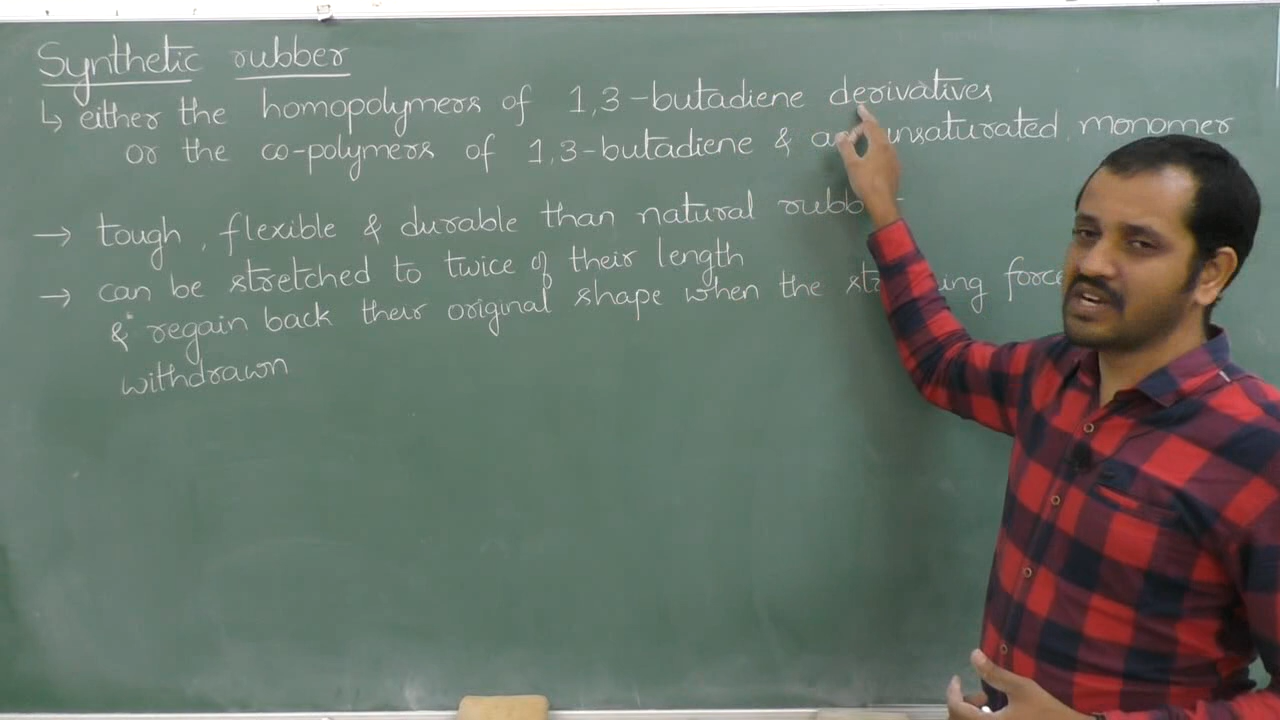 Synthetic rubber
↳ either the homopolymers of 1,3-butadiene derivatives
or the co-polymers of 1,3-butadiene & unsaturated monomer
→ tough, flexible & durable than natural
→ can be stretched to twice of their length
& regain back their original shape when the force
withdrawn